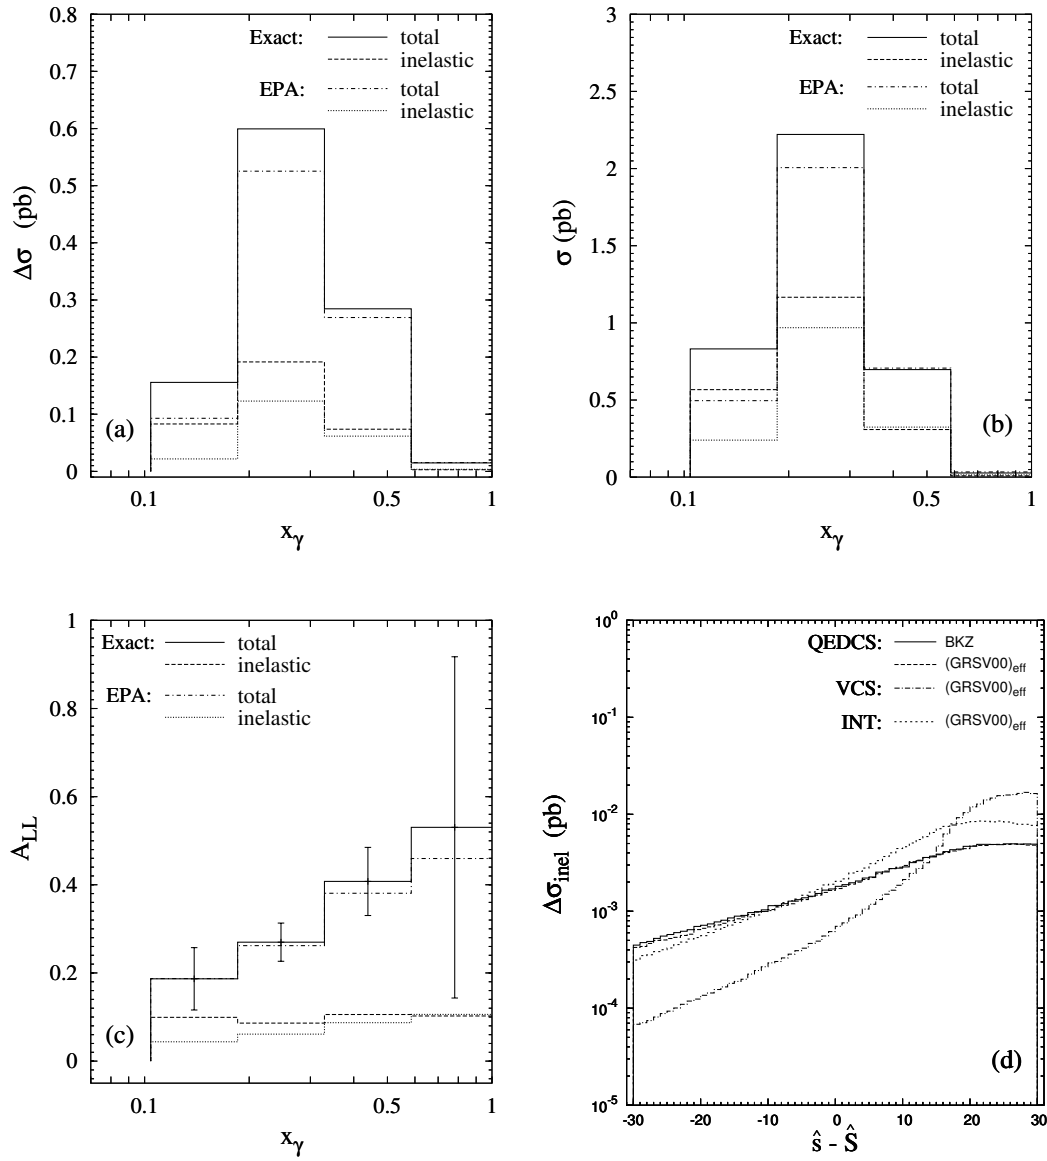 0.8
0.7
0.6
0.5
0.4
0.3
0.2
0.1
0
Δσ (pb)
Exact: total
inelastic
EPA: total
inelastic
(a)
0.1 0.5 1
xγ
3
2.5
2
1.5
1
0.5
0
σ (pb)
Exact: total
inelastic
EPA: total
inelastic
(b)
0.1 0.5 1
xγ
1
0.8
0.6
0.4
0.2
0
A_LL
Exact: total
inelastic
EPA: total
inelastic
(c)
0.1 0.5 1
xγ
10^0
10^-1
10^-2
10^-3
10^-4
10^-5
Δσ_inel (pb)
QEDCS: BKZ
(GRSV00)_eff
VCS: (GRSV00)_eff
INT: (GRSV00)_eff
(d)
-30 -20 -10 0 10 20 30
ŝ - Ŝ